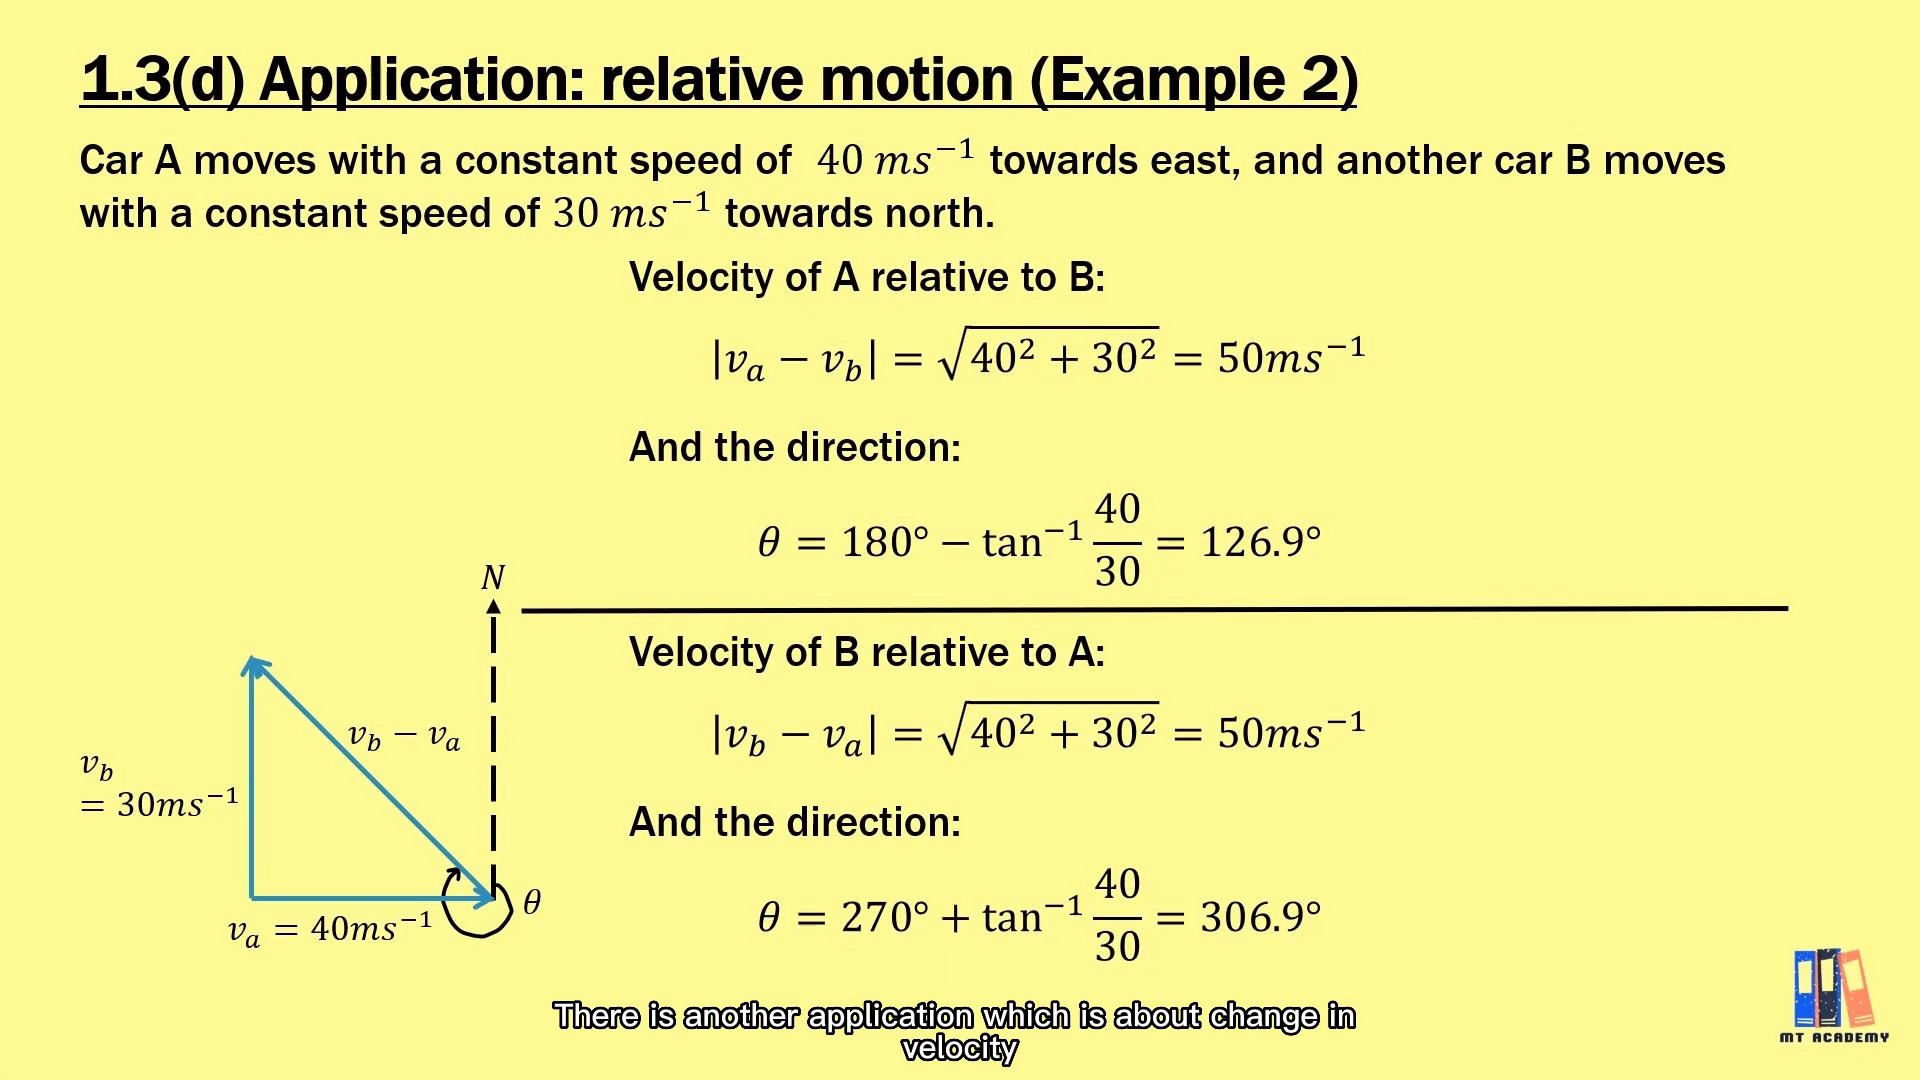 1.3(d) Application: relative motion (Example 2)
Car A moves with a constant speed of 40 ms⁻¹ towards east, and another car B moves
with a constant speed of 30 ms⁻¹ towards north.
Velocity of A relative to B:
|vₐ − v_b| = √(40² + 30²) = 50ms⁻¹
And the direction:
θ = 180° − tan⁻¹ 40/30 = 126.9°
N
Velocity of B relative to A:
|v_b − vₐ| = √(40² + 30²) = 50ms⁻¹
v_b − vₐ
v_b
= 30ms⁻¹
And the direction:
θ = 270° + tan⁻¹ 40/30 = 306.9°
θ
vₐ = 40ms⁻¹
There is another application which is about change in
velocity
MT ACADEMY